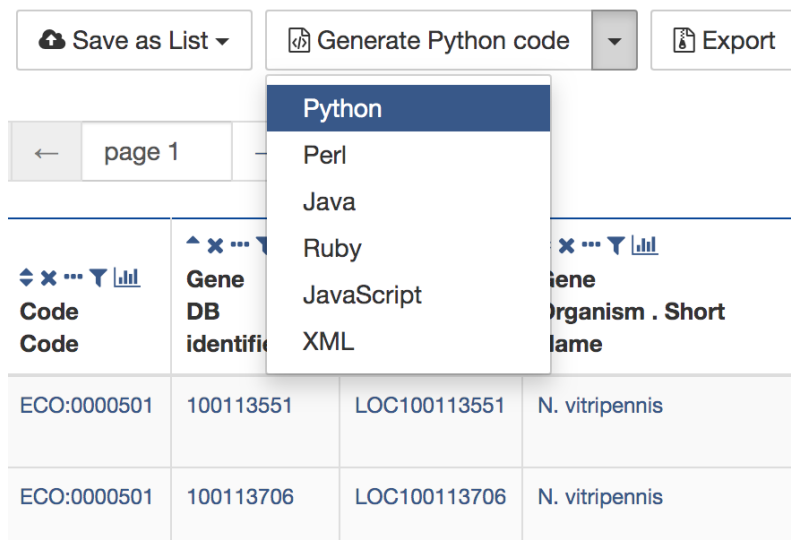 Save as List
Generate Python code
Export
Python
page 1
Perl
Java
Ruby
JavaScript
XML
Code
Code
Gene
DB
Organism . Short
ECO:0000501 100113551 LOC100113551 N. vitripennis
ECO:0000501 100113706 LOC100113706 N. vitripennis